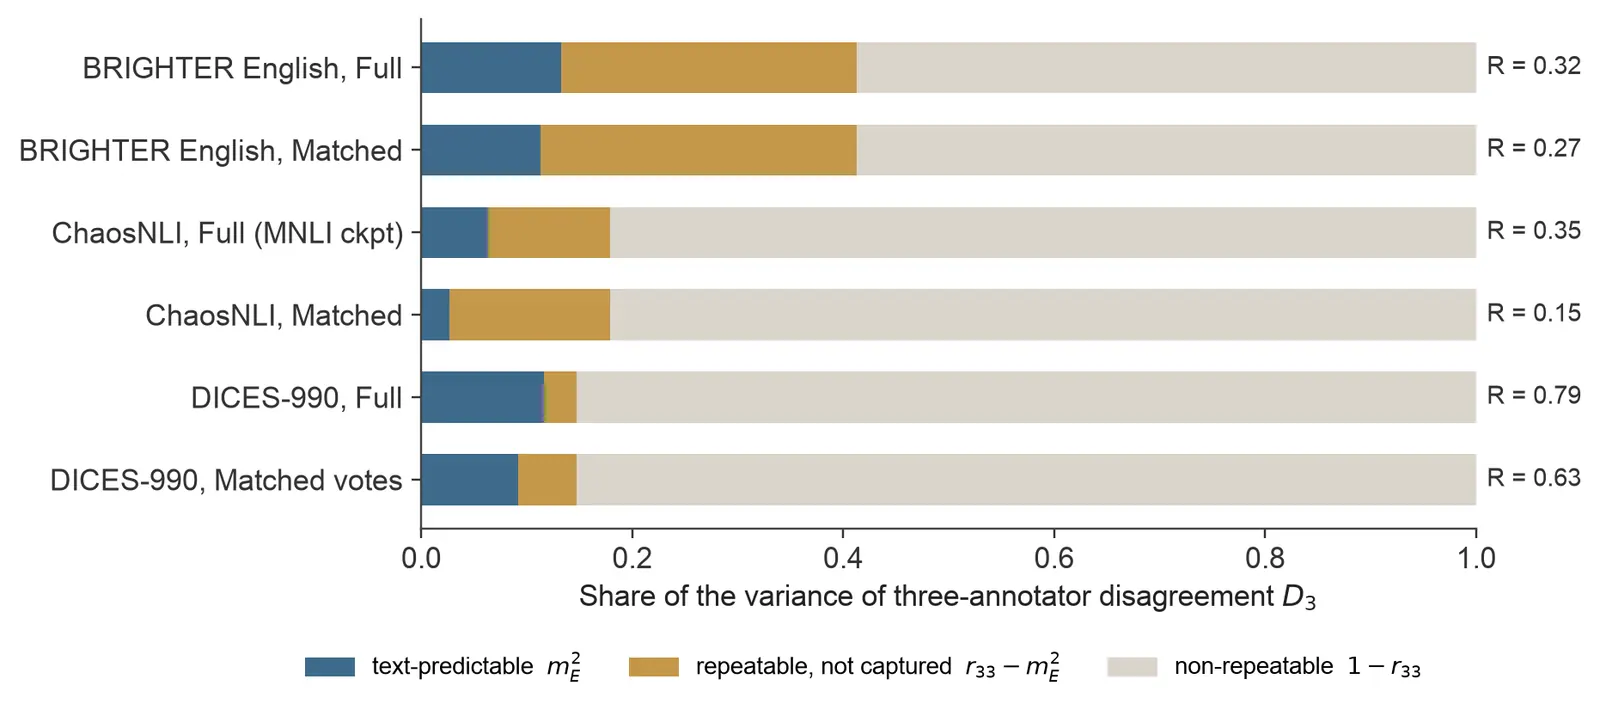 BRIGHTER English, Full R = 0.32
BRIGHTER English, Matched R = 0.27
ChaosNLI, Full (MNLI ckpt) R = 0.35
ChaosNLI, Matched R = 0.15
DICES-990, Full R = 0.79
DICES-990, Matched votes R = 0.63
0.0 0.2 0.4 0.6 0.8 1.0
Share of the variance of three-annotator disagreement D₃
text-predictable m_E² repeatable, not captured r₃₃ − m_E² non-repeatable 1 − r₃₃